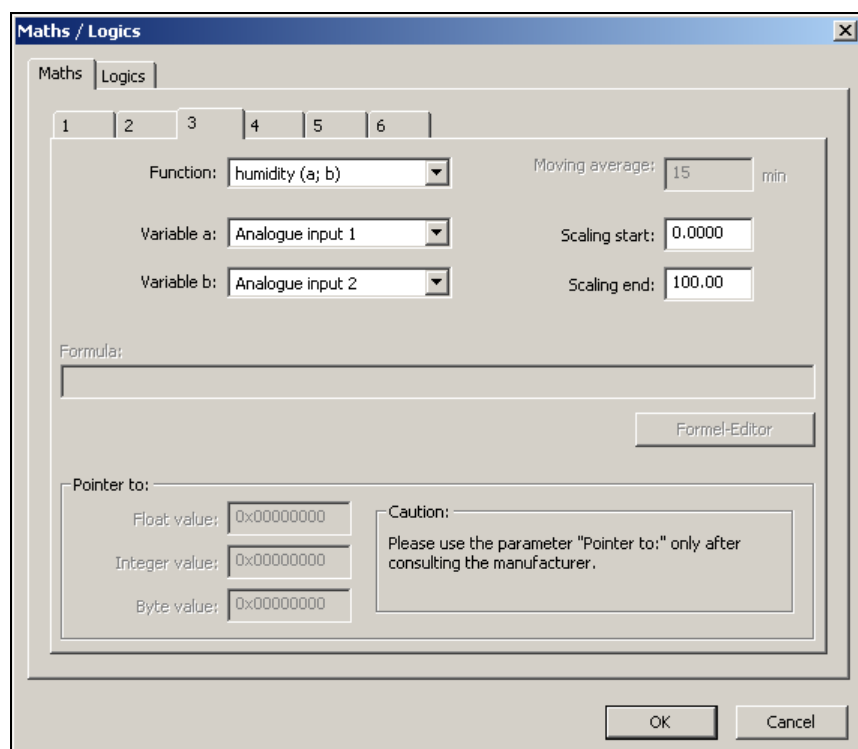 Maths / Logics
Maths Logics
1 2 3 4 5 6
Function: humidity (a; b) Moving average: 15 min
Variable a: Analogue input 1 Scaling start: 0.0000
Variable b: Analogue input 2 Scaling end: 100.00
Formula:
Formel-Editor
Pointer to:
Float value: 0x00000000
Integer value: 0x00000000
Byte value: 0x00000000
Caution:
Please use the parameter "Pointer to:" only after
consulting the manufacturer.
OK Cancel